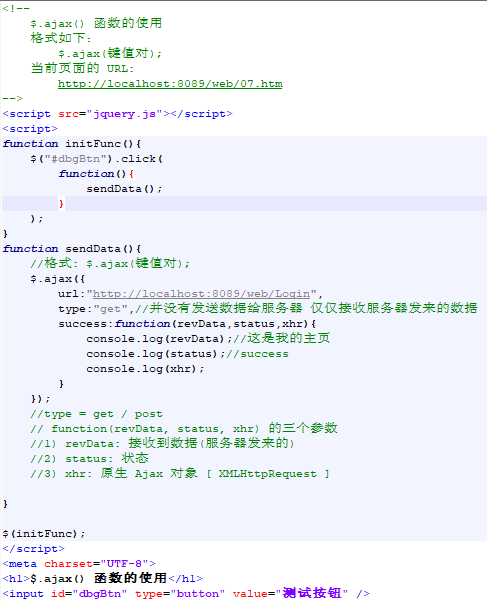 <!--
    $.ajax() 函数的使用
    格式如下:
        $.ajax(键值对);
    当前页面的 URL:
        http://localhost:8089/web/07.htm
-->
<script src="jquery.js"></script>
<script>
function initFunc(){
    $("#dbgBtn").click(
        function(){
            sendData();
        }
    );
}
function sendData(){
    //格式: $.ajax(键值对);
    $.ajax({
        url:"http://localhost:8089/web/Login",
        type:"get",//并没有发送数据给服务器 仅仅接收服务器发来的数据
        success:function(revData,status,xhr){
            console.log(revData);//这是我的主页
            console.log(status);//success
            console.log(xhr);
        }
    });
    //type = get / post
    // function(revData, status, xhr) 的三个参数
    //1) revData: 接收到数据(服务器发来的)
    //2) status: 状态
    //3) xhr: 原生 Ajax 对象 [ XMLHttpRequest ]
}
$(initFunc);
</script>
<meta charset="UTF-8">
<h1>$.ajax() 函数的使用</h1>
<input id="dbgBtn" type="button" value="测试按钮" />